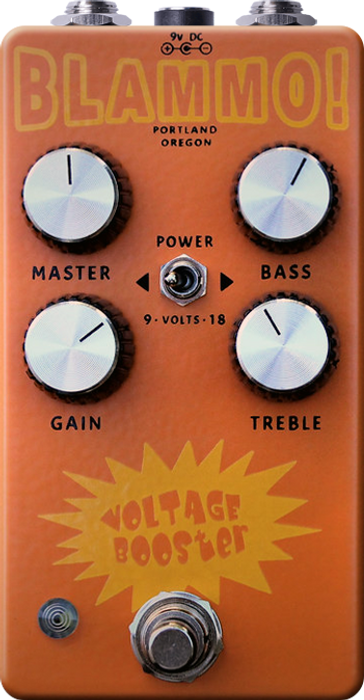 9V DC
BLAMMO!
PORTLAND
OREGON
POWER
MASTER
BASS
9 · VOLTS · 18
GAIN
TREBLE
VOLTAGE
BOOSter